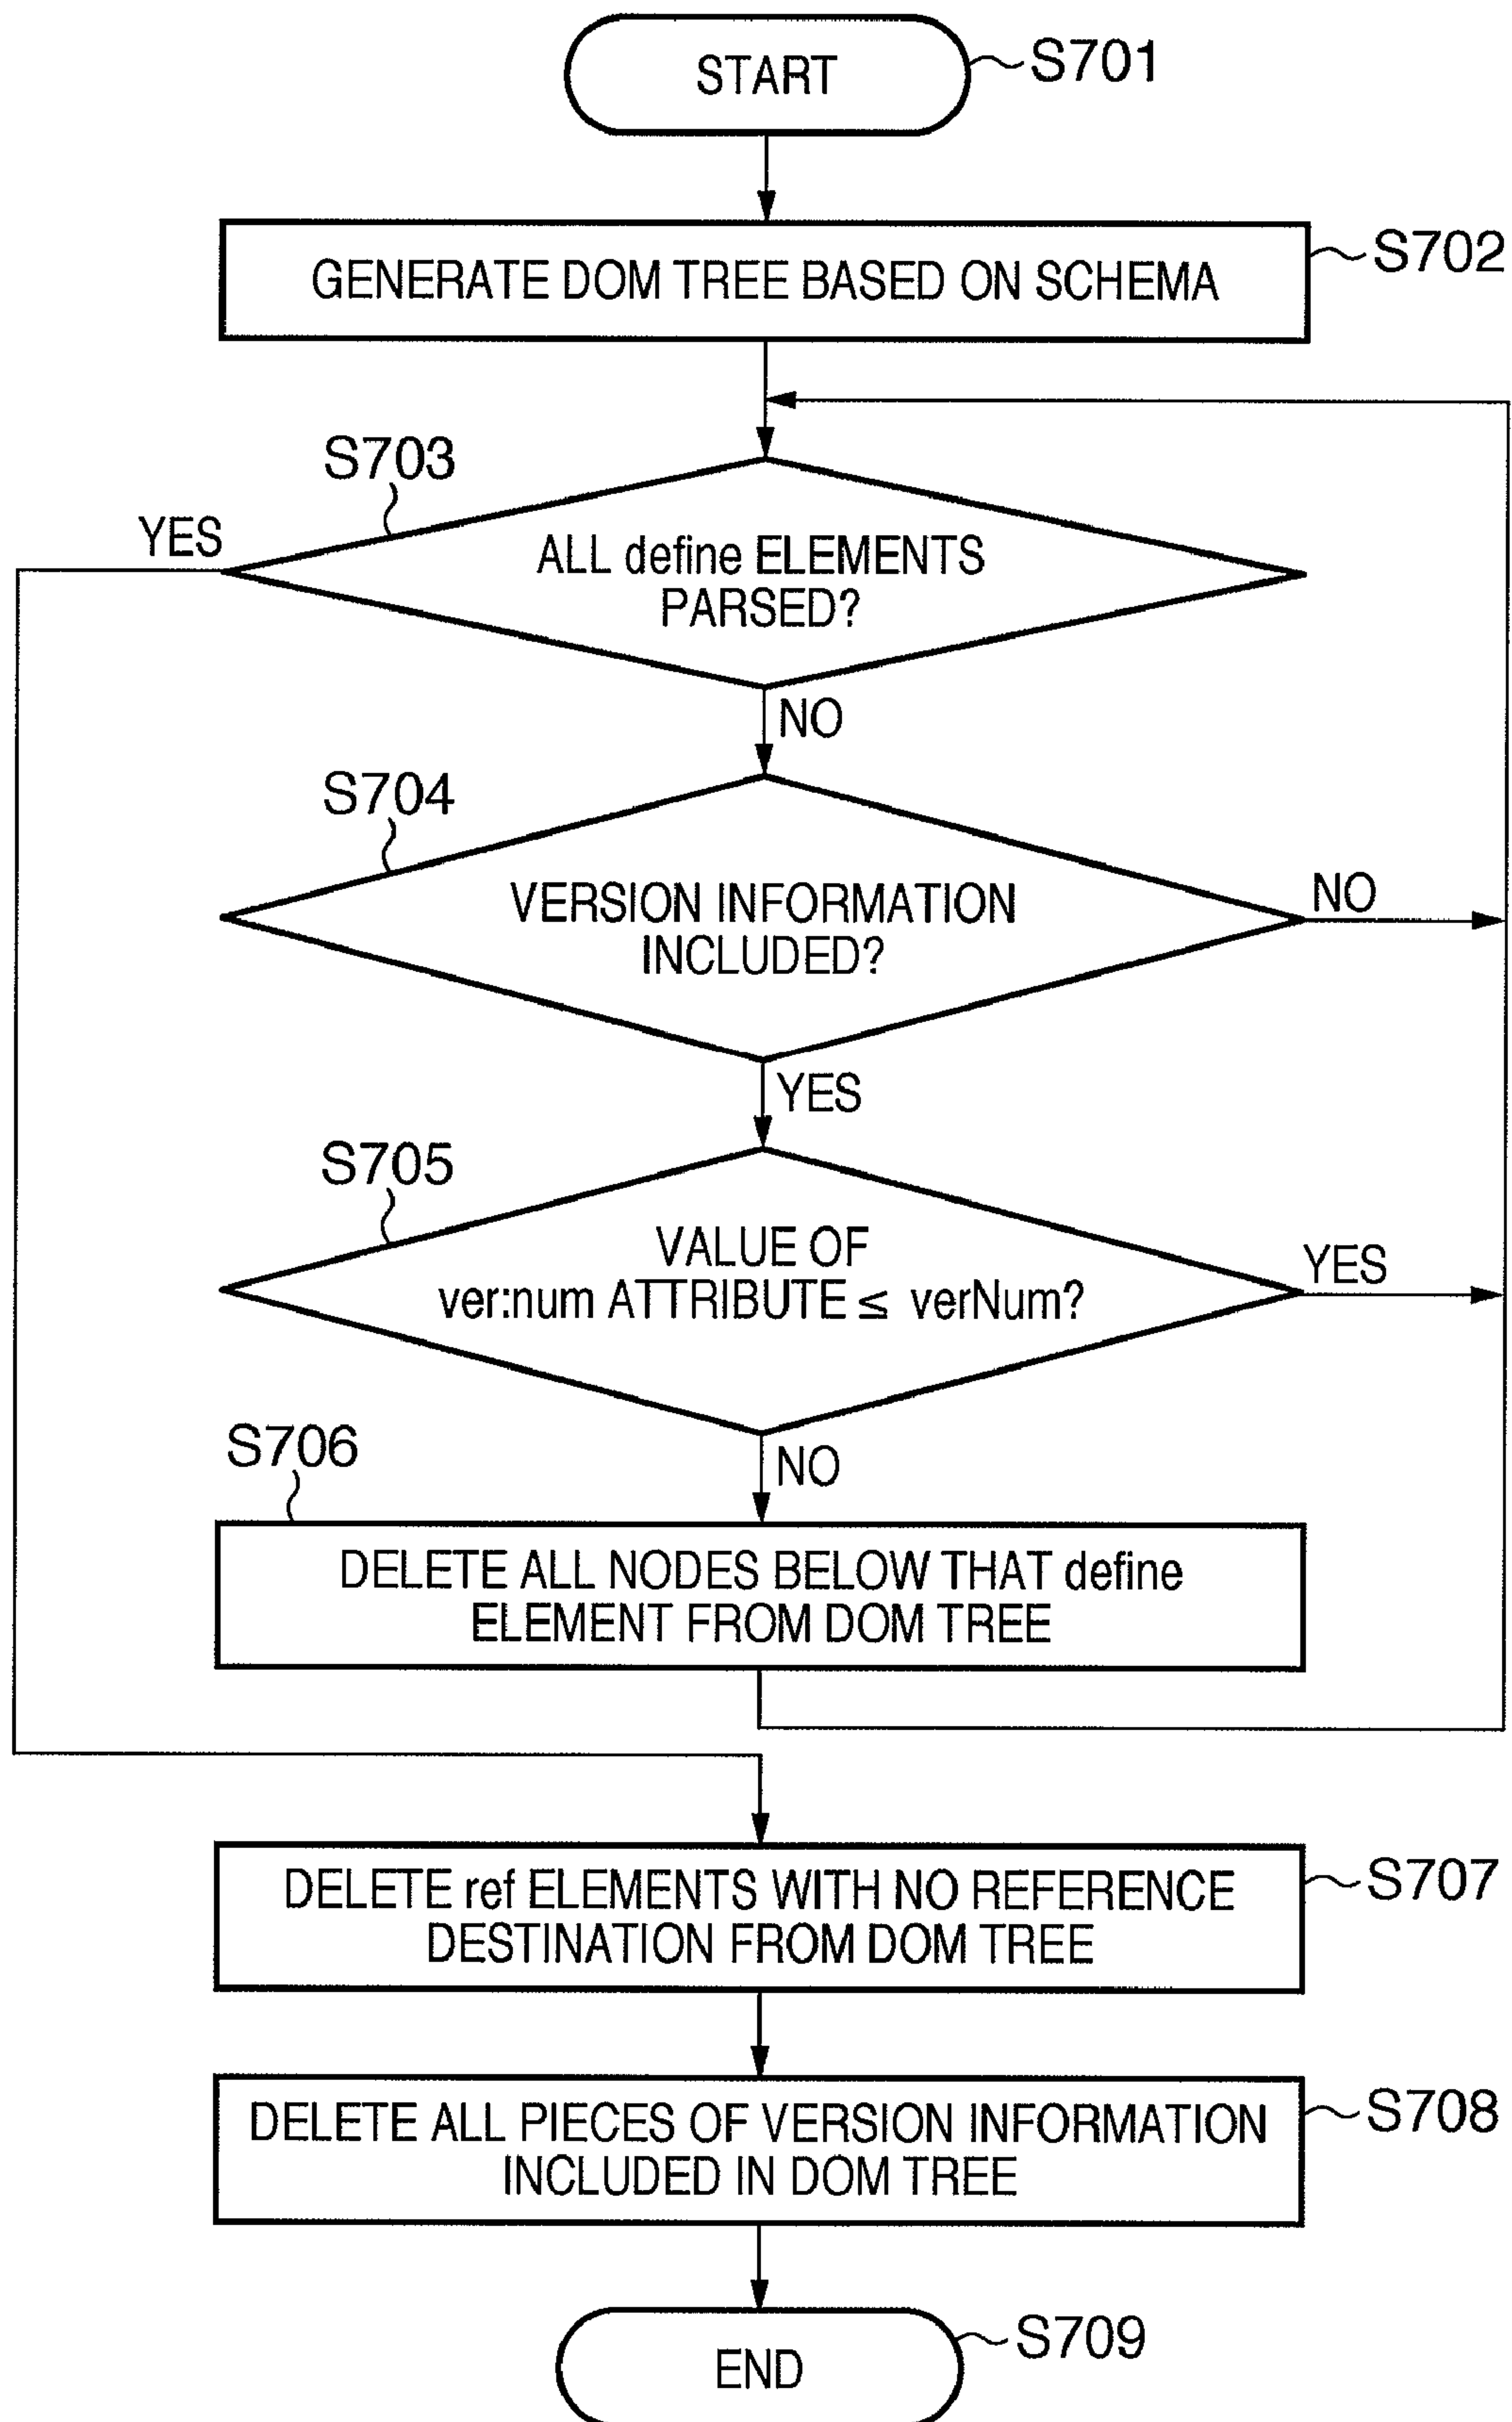 START
S701
GENERATE DOM TREE BASED ON SCHEMA
S702
S703
YES
ALL define ELEMENTS
PARSED?
NO
S704
VERSION INFORMATION
INCLUDED?
NO
YES
S705
VALUE OF
ver:num ATTRIBUTE ≤ verNum?
YES
NO
S706
DELETE ALL NODES BELOW THAT define
ELEMENT FROM DOM TREE
DELETE ref ELEMENTS WITH NO REFERENCE
DESTINATION FROM DOM TREE
S707
DELETE ALL PIECES OF VERSION INFORMATION
INCLUDED IN DOM TREE
S708
END
S709